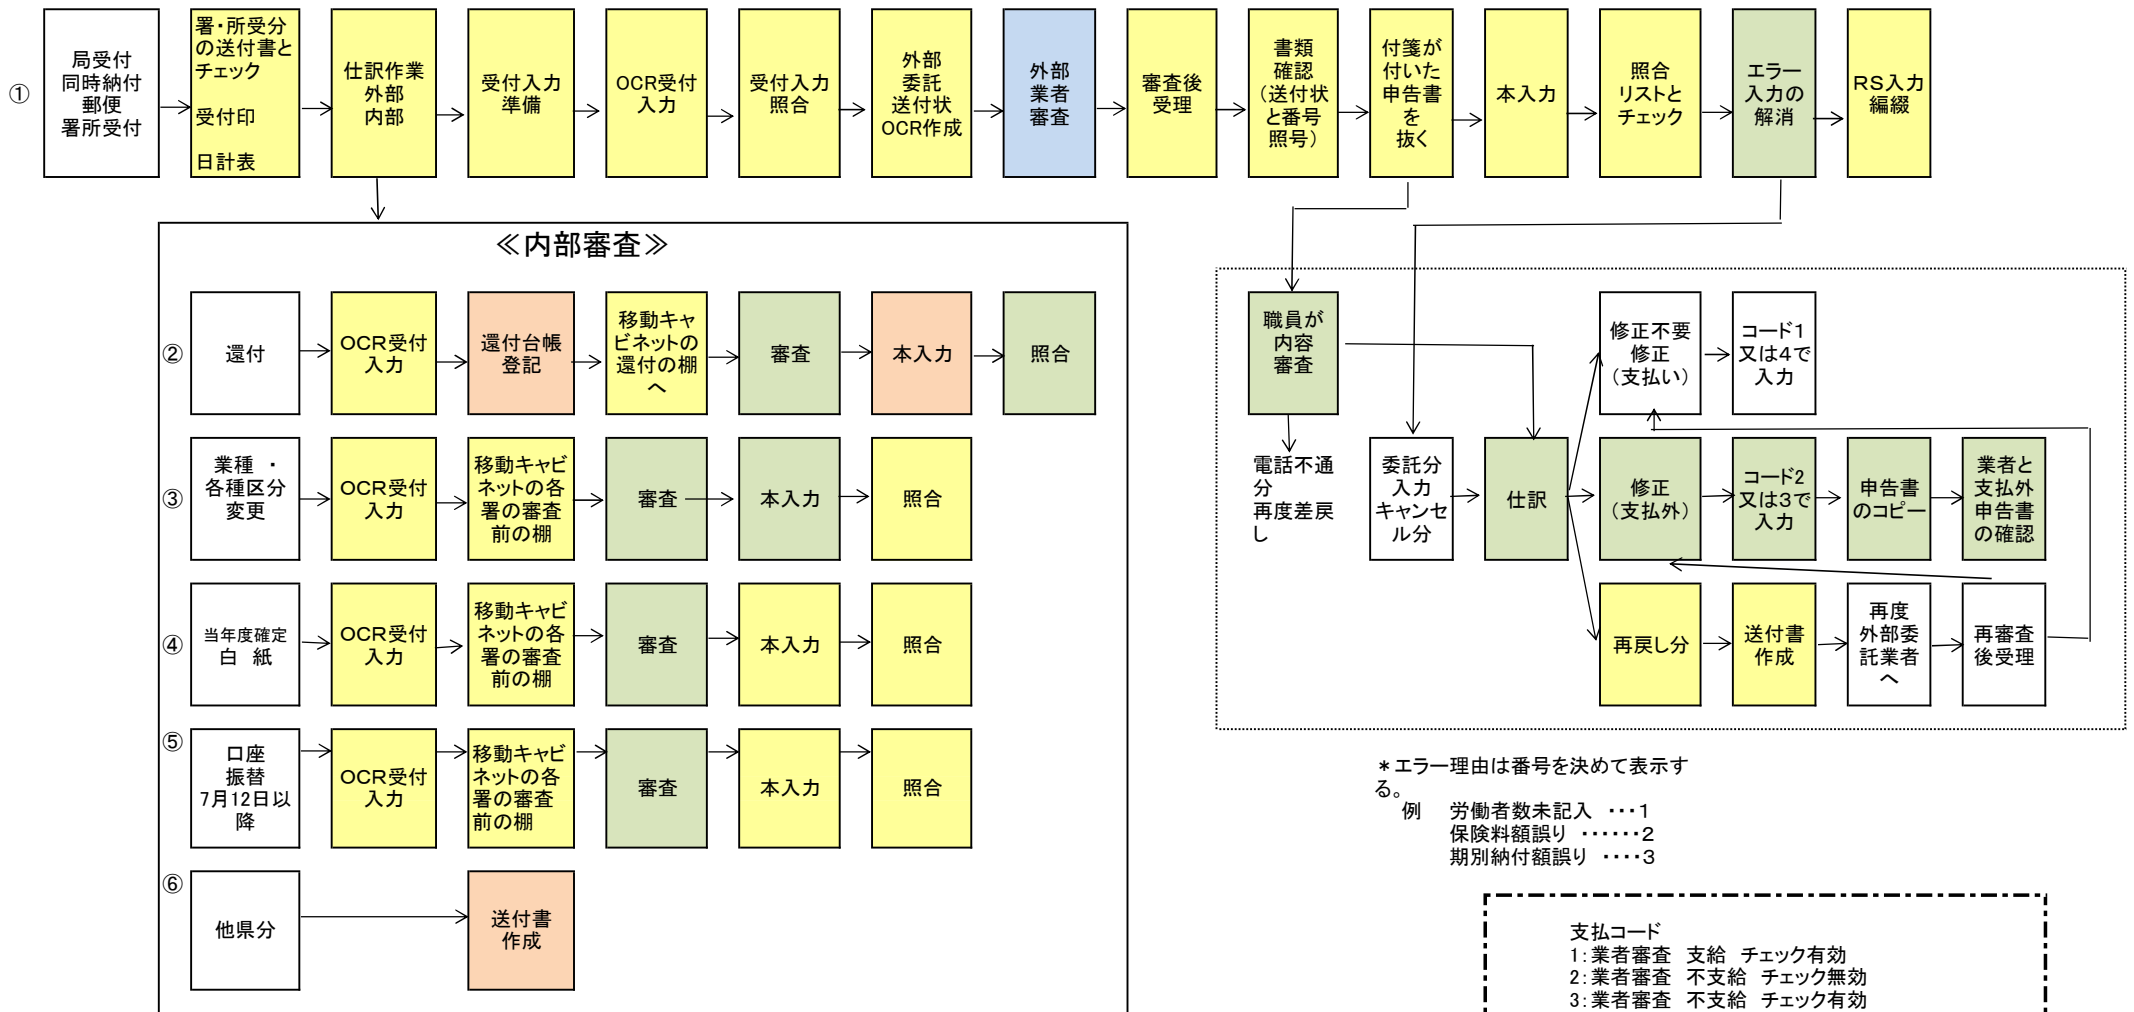 ①
局受付
同時納付
郵便
署所受付
署・所受分
の送付書と
チェック
受付印
日計表
仕訳作業
外部
内部
受付入力
準備
OCR受付
入力
受付入力
照合
外部
委託
送付状
OCR作成
外部
業者
審査
審査後
受理
書類
確認
(送付状
と番号
照号)
付箋が
付いた
申告書
を
抜く
本入力
照合
リストと
チェック
エラー
入力の
解消
RS入力
編綴
≪内部審査≫
②
還付
OCR受付
入力
還付台帳
登記
移動キャ
ビネットの
還付の棚
へ
審査
本入力
照合
③
業種 ・
各種区分
変更
OCR受付
入力
移動キャビ
ネットの各
署の審査
前の棚
審査
本入力
照合
④
当年度確定
白 紙
OCR受付
入力
移動キャビ
ネットの各
署の審査
前の棚
審査
本入力
照合
⑤
口座
振替
7月12日以
降
OCR受付
入力
移動キャビ
ネットの各
署の審査
前の棚
審査
本入力
照合
⑥
他県分
送付書
作成
職員が
内容
審査
電話不通
分
再度差戻
し
委託分
入力
キャンセ
ル分
仕訳
修正不要
修正
(支払い)
コード1
又は4で
入力
修正
(支払外)
コード2
又は3で
入力
申告書
のコピー
業者と
支払外
申告書
の確認
再戻し分
送付書
作成
再度
外部委
託業者
へ
再審査
後受理
*エラー理由は番号を決めて表示す
る。
例 労働者数未記入 ・・・1
保険料額誤り ・・・・・・2
期別納付額誤り ・・・・3
支払コード
1:業者審査 支給 チェック有効
2:業者審査 不支給 チェック無効
3:業者審査 不支給 チェック有効